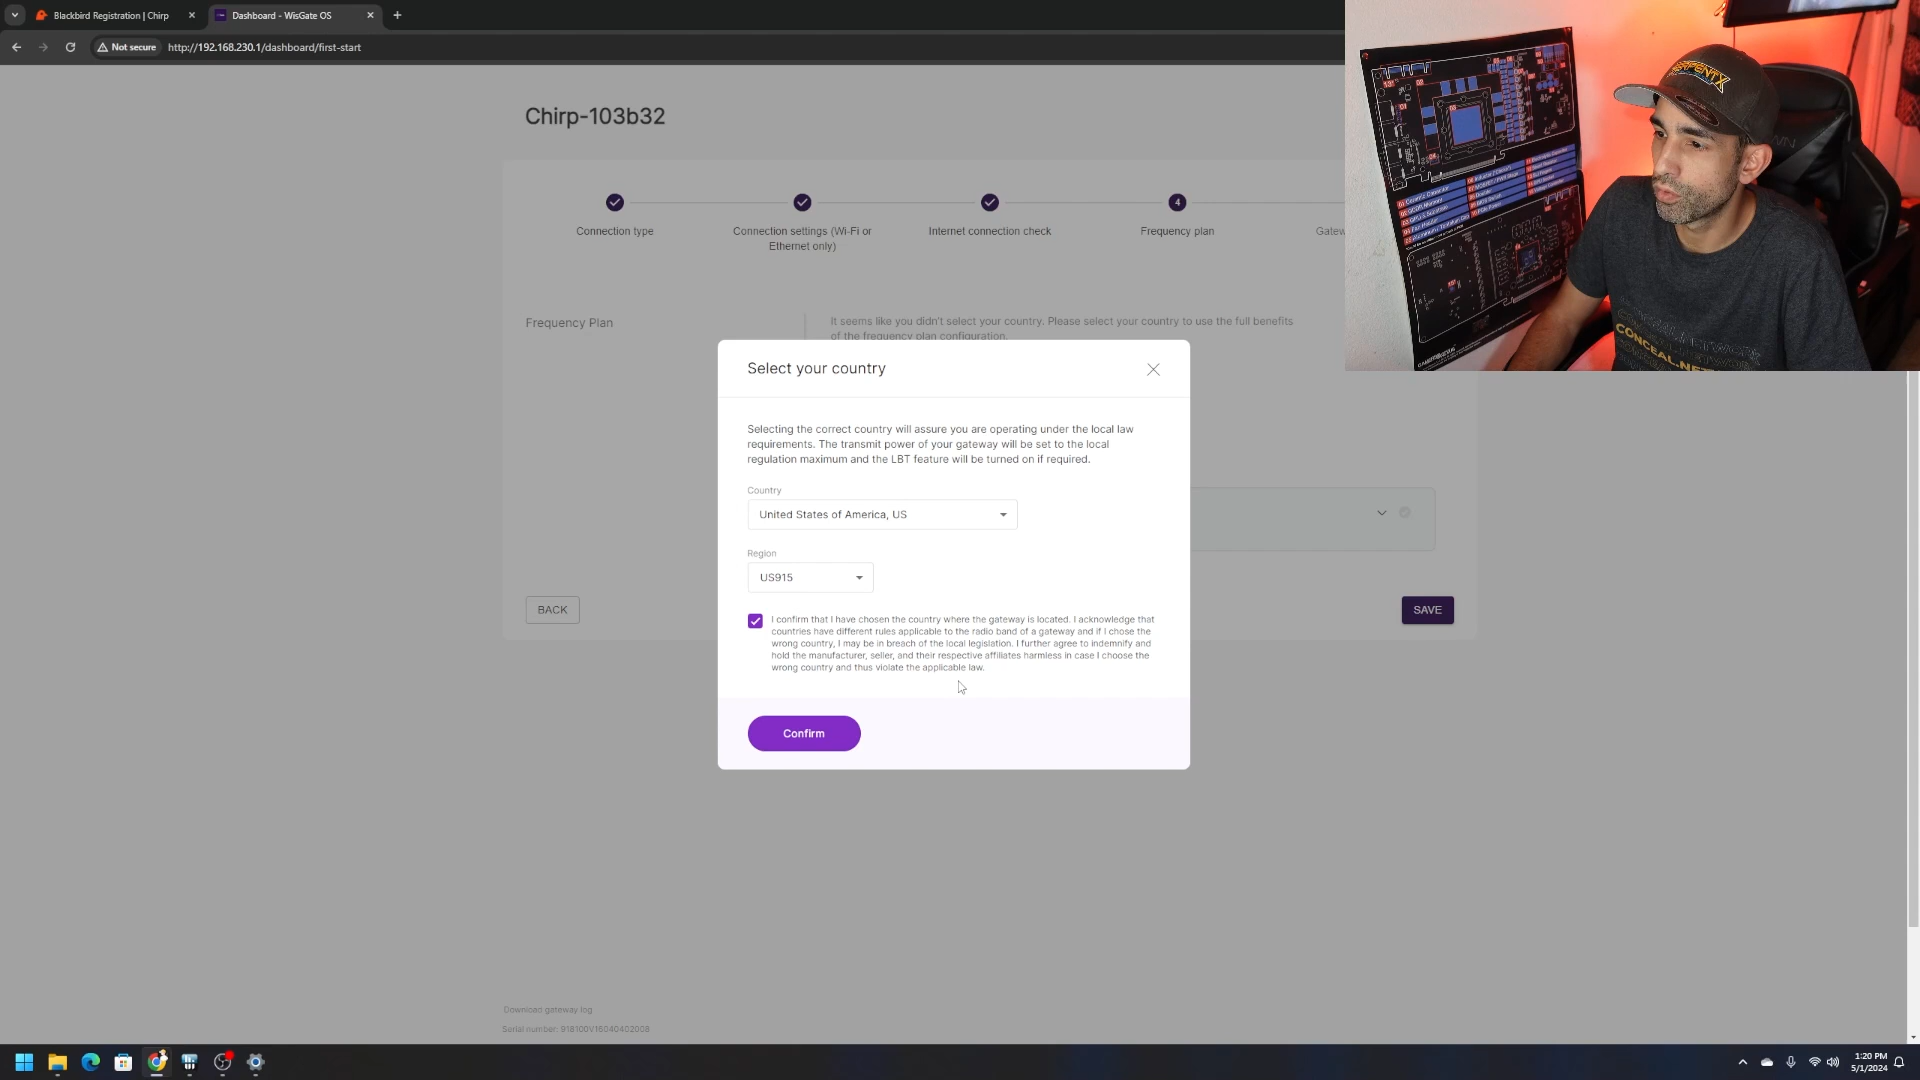 Blackbird Registration | Chirp
Dashboard - WisGate OS
Not secure
http://192.168.230.1/dashboard/first-start
Chirp-103b32
Connection type
Connection settings (Wi-Fi or
Ethernet only)
Internet connection check
4
Frequency plan
Gatew
Frequency Plan
It seems like you didn't select your country. Please select your country to use the full benefits
of the frequency plan configuration.
Select your country
Selecting the correct country will assure you are operating under the local law
requirements. The transmit power of your gateway will be set to the local
regulation maximum and the LBT feature will be turned on if required.
Country
United States of America, US
Region
US915
I confirm that I have chosen the country where the gateway is located. I acknowledge that
countries have different rules applicable to the radio band of a gateway and if I chose the
wrong country, I may be in breach of the local legislation. I further agree to indemnify and
hold the manufacturer, seller, and their respective affiliates harmless in case I choose the
wrong country and thus violate the applicable law.
Confirm
BACK
SAVE
Download gateway log
Serial number: 918100V16040402008
1:20 PM
5/1/2024
SERPENTX
CONCEAL.NETWORK
CONCEAL.NET